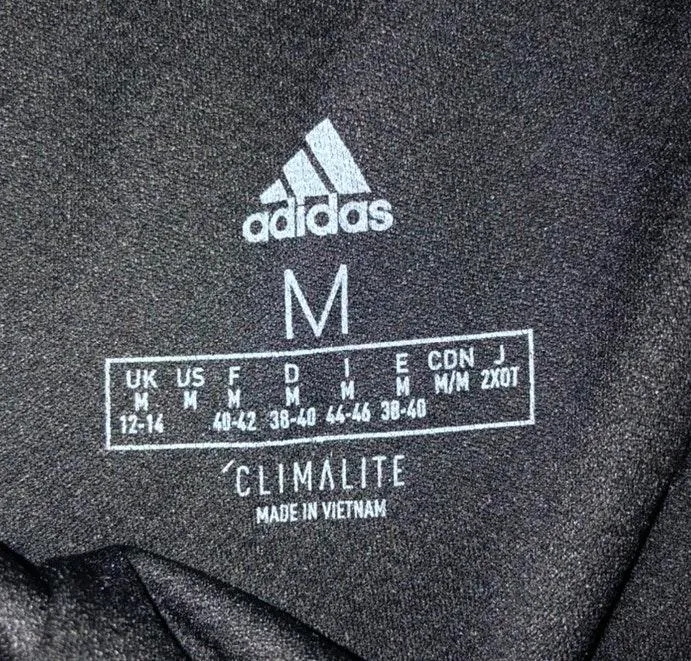 adidas
M
UK US F D I E CDN J
M M M M M M M/M 2XOT
12-14 40-42 38-40 44-46 38-40
CLIMALITE
MADE IN VIETNAM